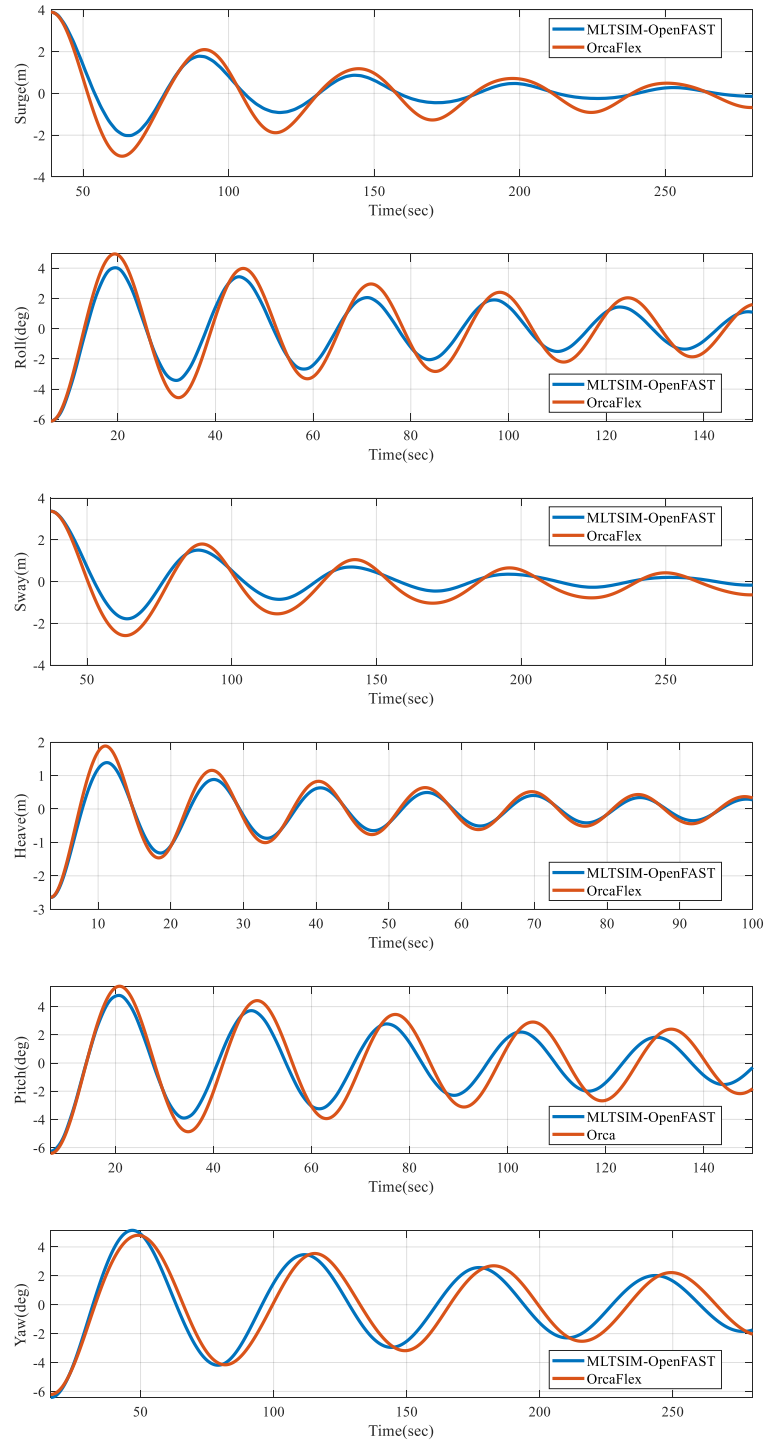 4
2
0
-2
-4
Surge(m)
MLTSIM-OpenFAST
OrcaFlex
50 100 150 200 250
Time(sec)
4
2
0
-2
-4
-6
Roll(deg)
MLTSIM-OpenFAST
OrcaFlex
20 40 60 80 100 120 140
Time(sec)
4
2
0
-2
-4
Sway(m)
MLTSIM-OpenFAST
OrcaFlex
50 100 150 200 250
Time(sec)
2
1
0
-1
-2
-3
Heave(m)
MLTSIM-OpenFAST
OrcaFlex
10 20 30 40 50 60 70 80 90 100
Time(sec)
4
2
0
-2
-4
-6
Pitch(deg)
MLTSIM-OpenFAST
Orca
20 40 60 80 100 120 140
Time(sec)
4
2
0
-2
-4
-6
Yaw(deg)
MLTSIM-OpenFAST
OrcaFlex
50 100 150 200 250
Time(sec)